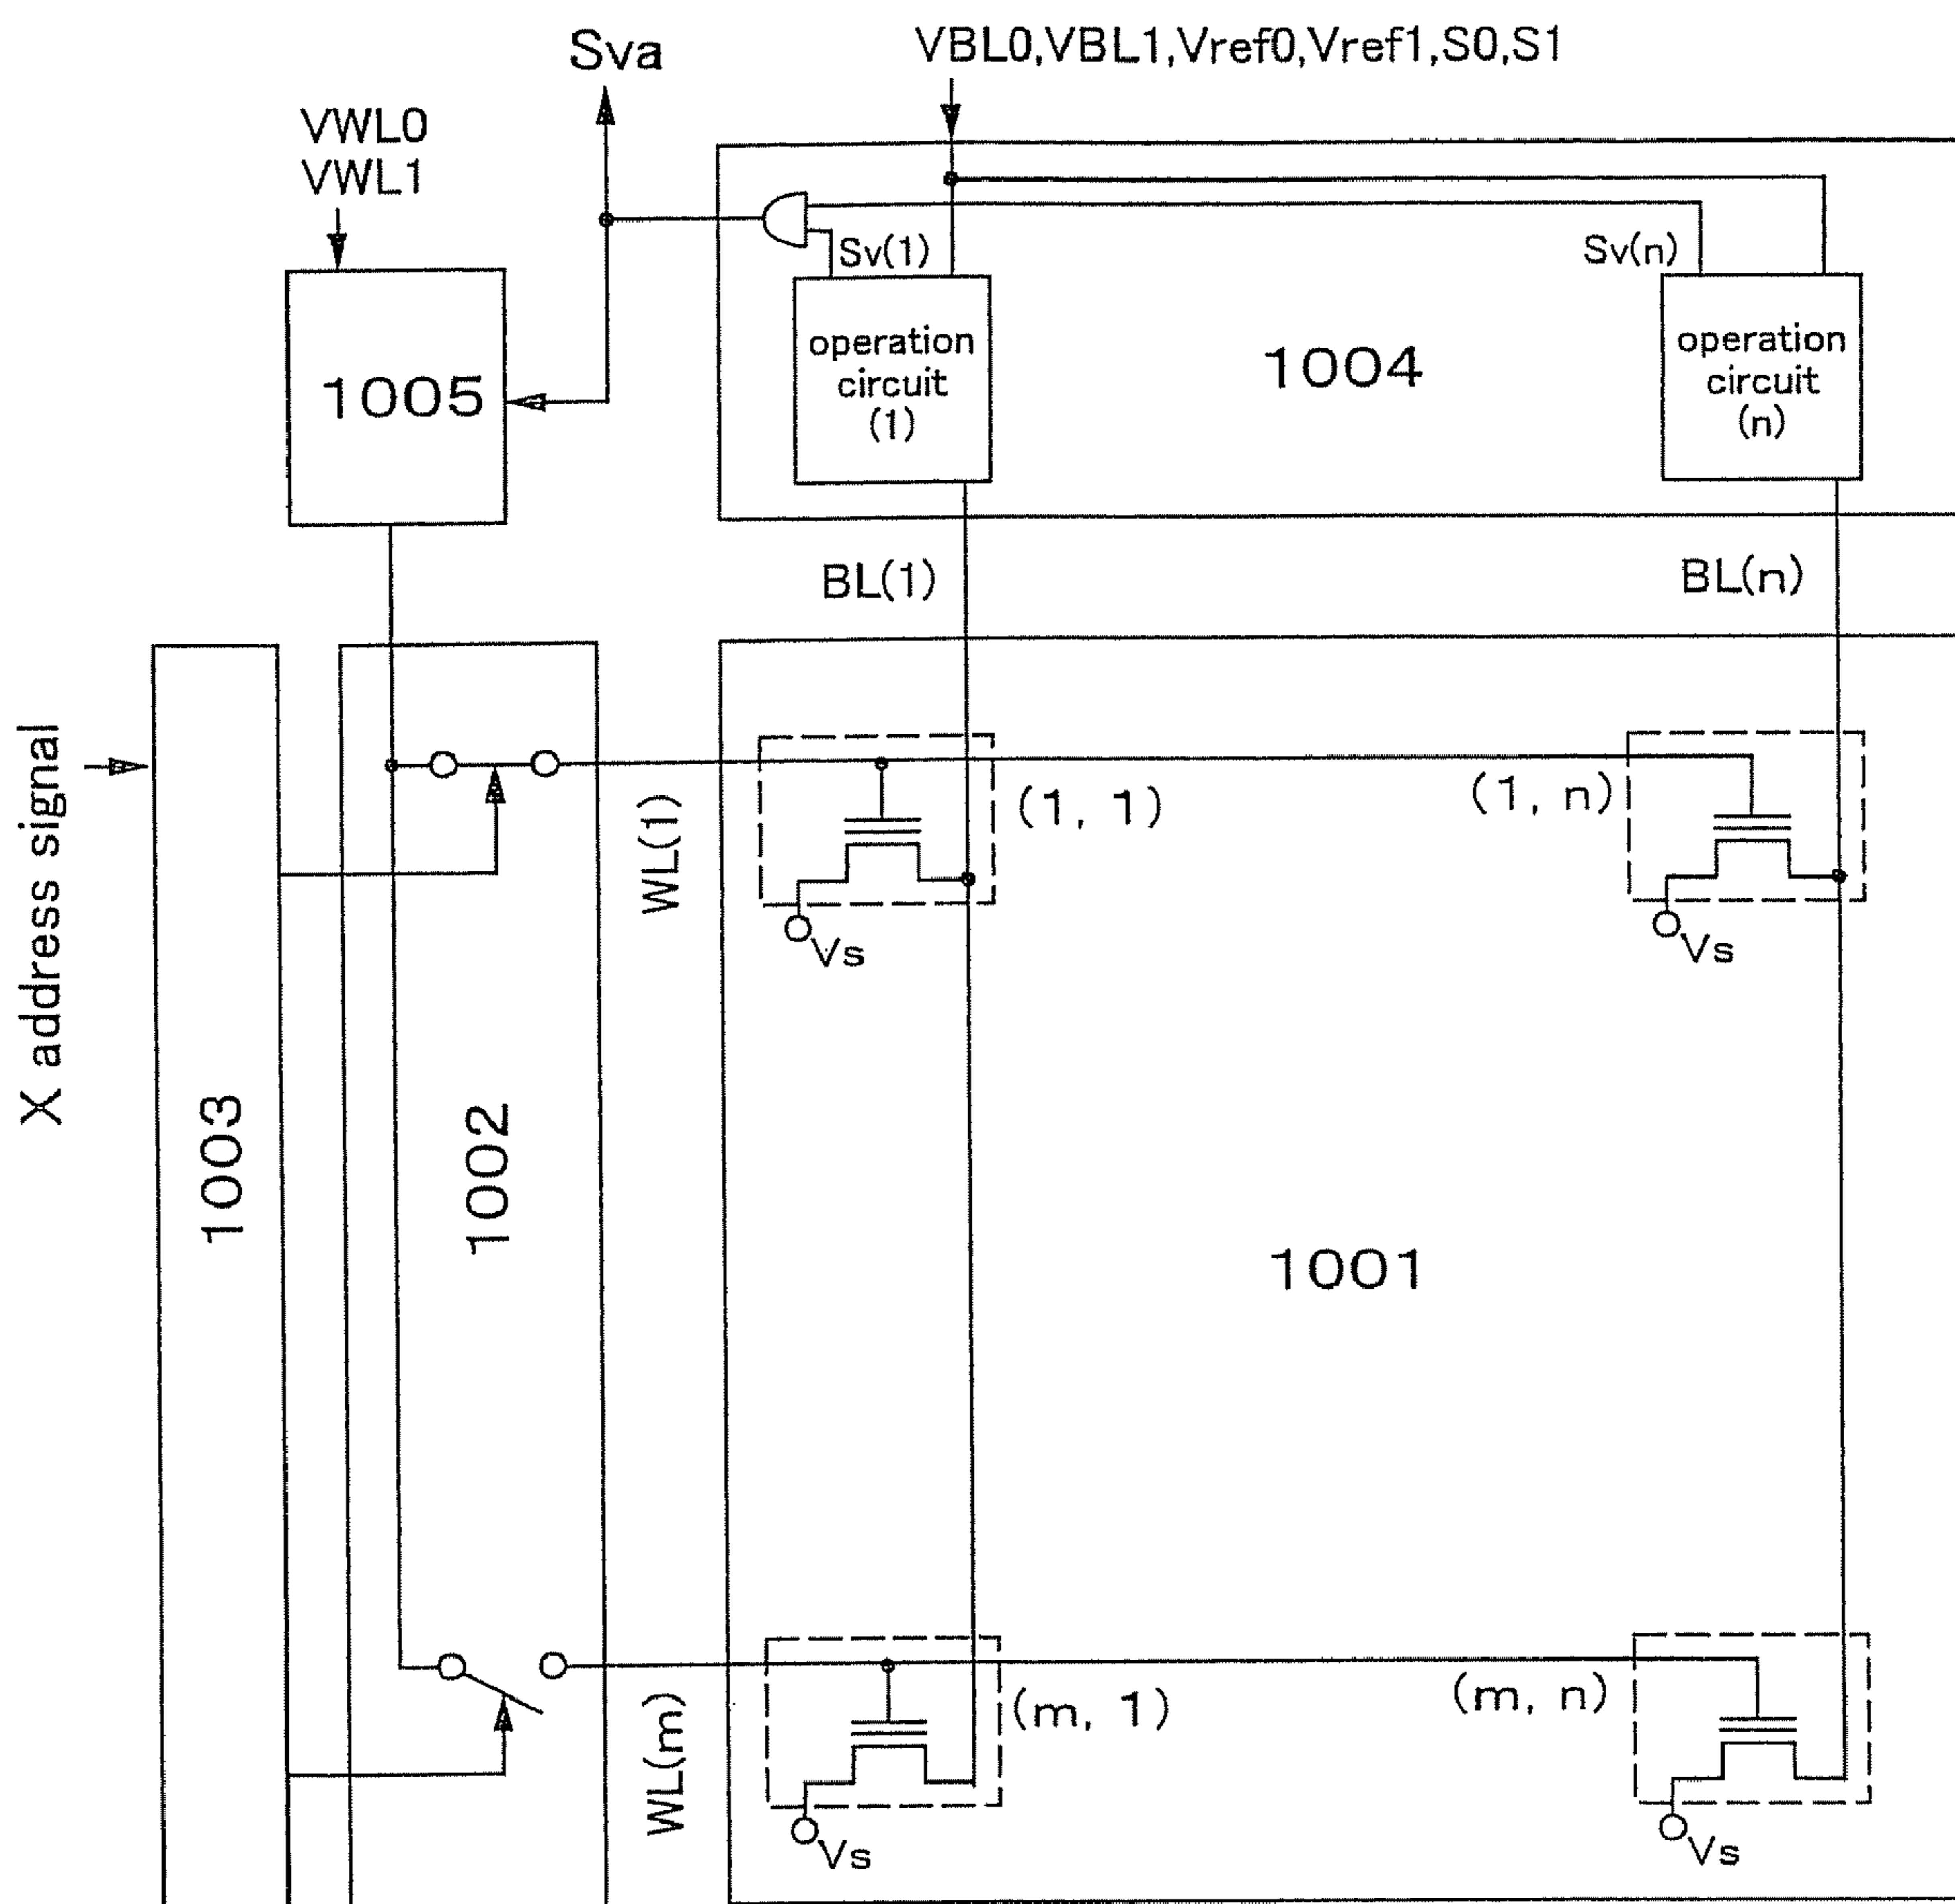 Sva
VBL0,VBL1,Vref0,Vref1,S0,S1
VWL0
VWL1
Sv(1)
Sv(n)
1005
operation
circuit
(1)
1004
operation
circuit
(n)
BL(1)
BL(n)
X address signal
1003
1002
WL(1)
(1, 1)
(1, n)
Vs
Vs
1001
WL(m)
(m, 1)
(m, n)
Vs
Vs